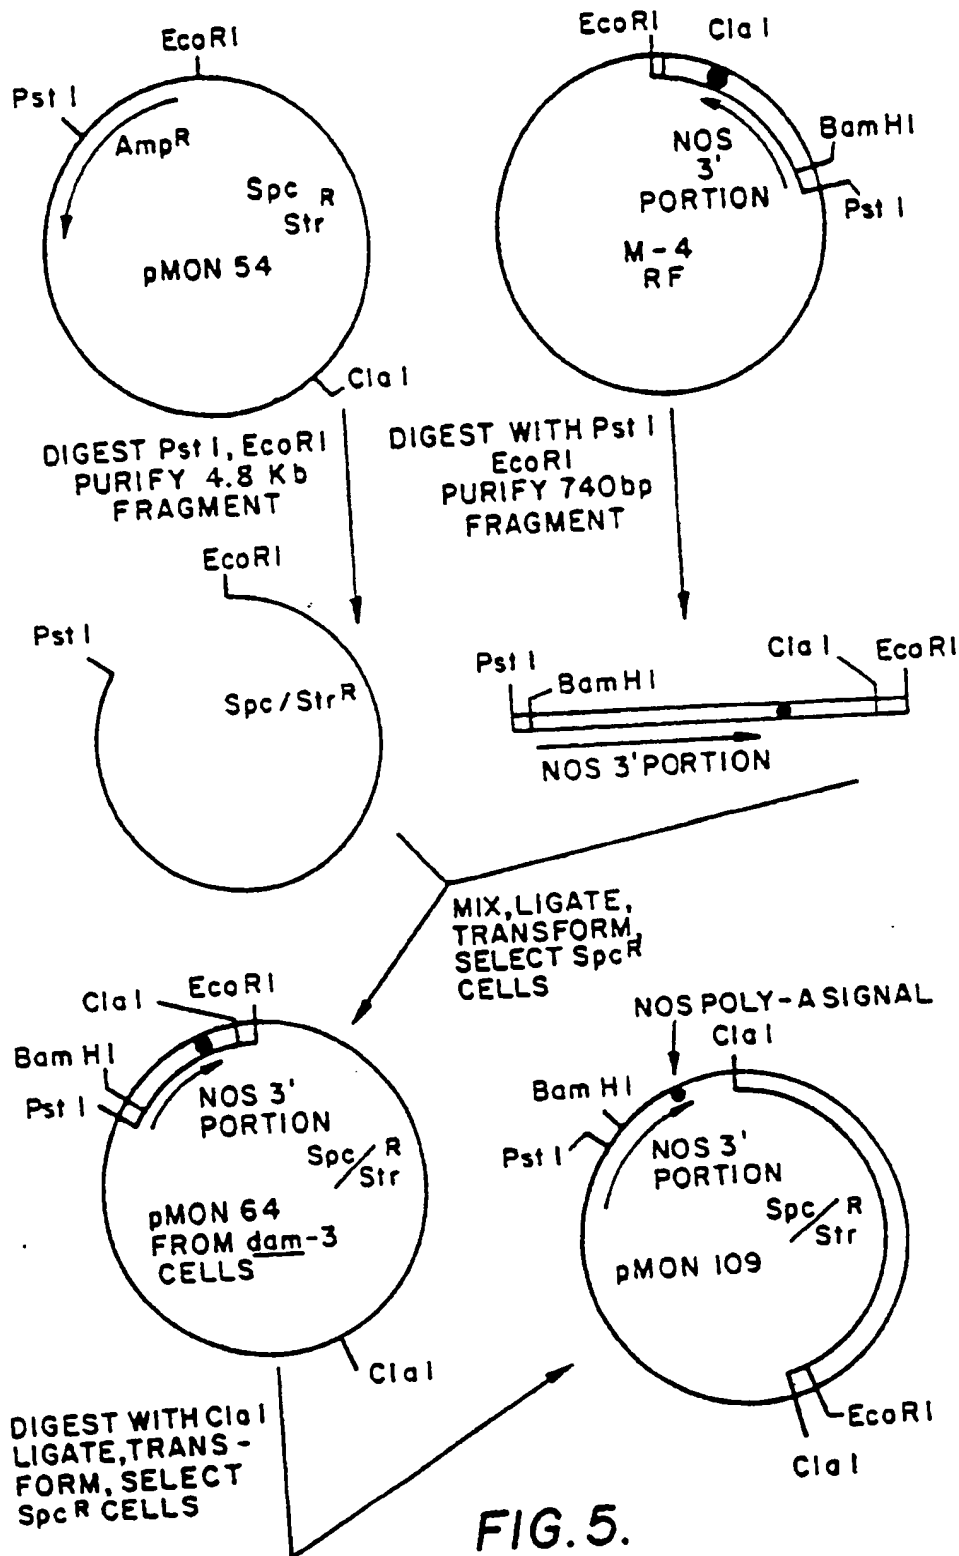 EcoRI
Pst I
Amp^R
Spc R
Str
pMON 54
Cla I
EcoRI
Cla I
BamHI
NOS
3'
PORTION
Pst I
M-4
RF
DIGEST Pst I, EcoRI
PURIFY 4.8 Kb
FRAGMENT
DIGEST WITH Pst I
EcoRI
PURIFY 740bp
FRAGMENT
EcoRI
Pst I
Spc/Str^R
Pst I
BamHI
Cla I
EcoRI
NOS 3' PORTION
MIX, LIGATE,
TRANSFORM,
SELECT Spc^R
CELLS
Cla I
EcoRI
Bam HI
Pst I
NOS 3'
PORTION
Spc/R
Str
pMON 64
FROM dam-3
CELLS
Cla I
NOS POLY-A SIGNAL
Cla I
Bam HI
Pst I
NOS 3'
PORTION
Spc/R
Str
pMON 109
EcoRI
Cla I
DIGEST WITH Cla I
LIGATE, TRANS-
FORM, SELECT
Spc^R CELLS
FIG. 5.